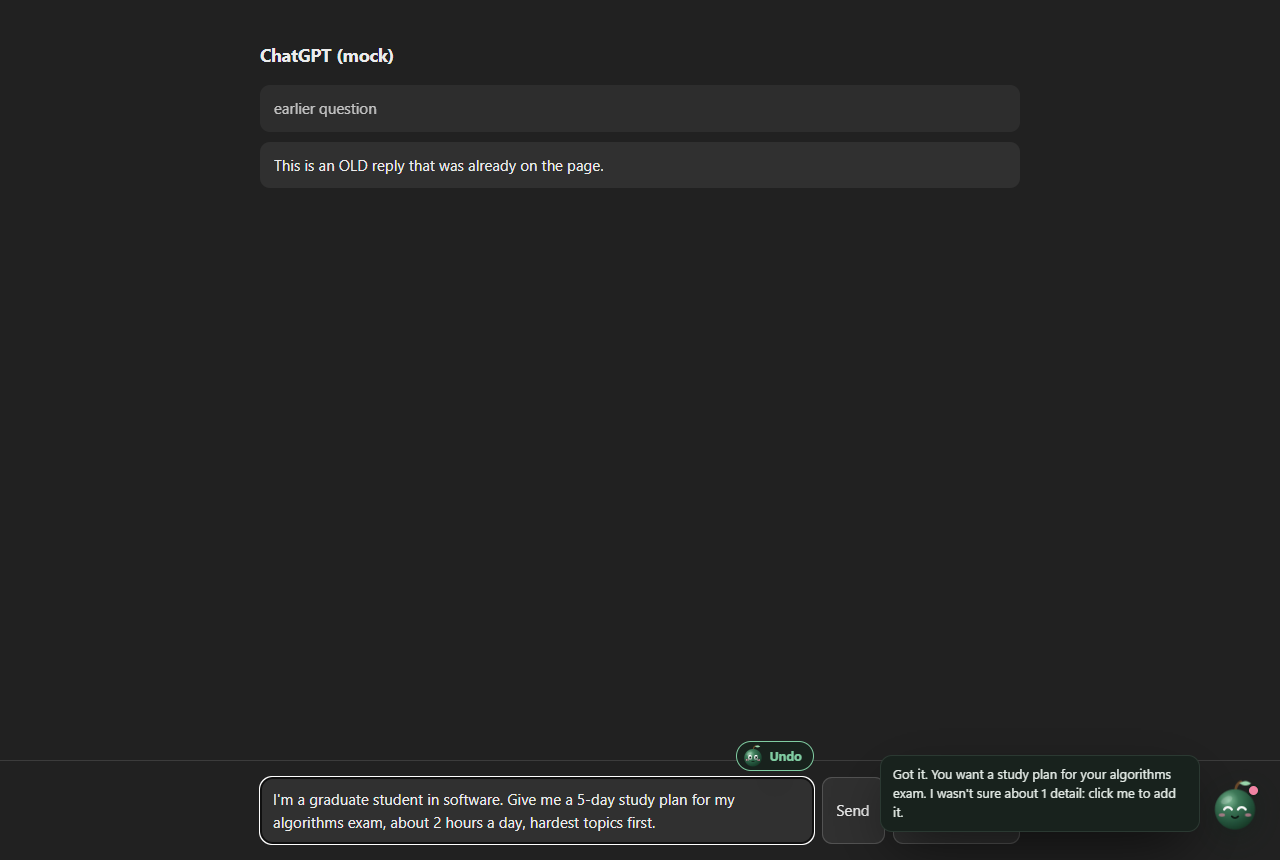 ChatGPT (mock)
earlier question
This is an OLD reply that was already on the page.
Undo
I'm a graduate student in software. Give me a 5-day study plan for my
algorithms exam, about 2 hours a day, hardest topics first.
Send
Got it. You want a study plan for your algorithms
exam. I wasn't sure about 1 detail: click me to add
it.